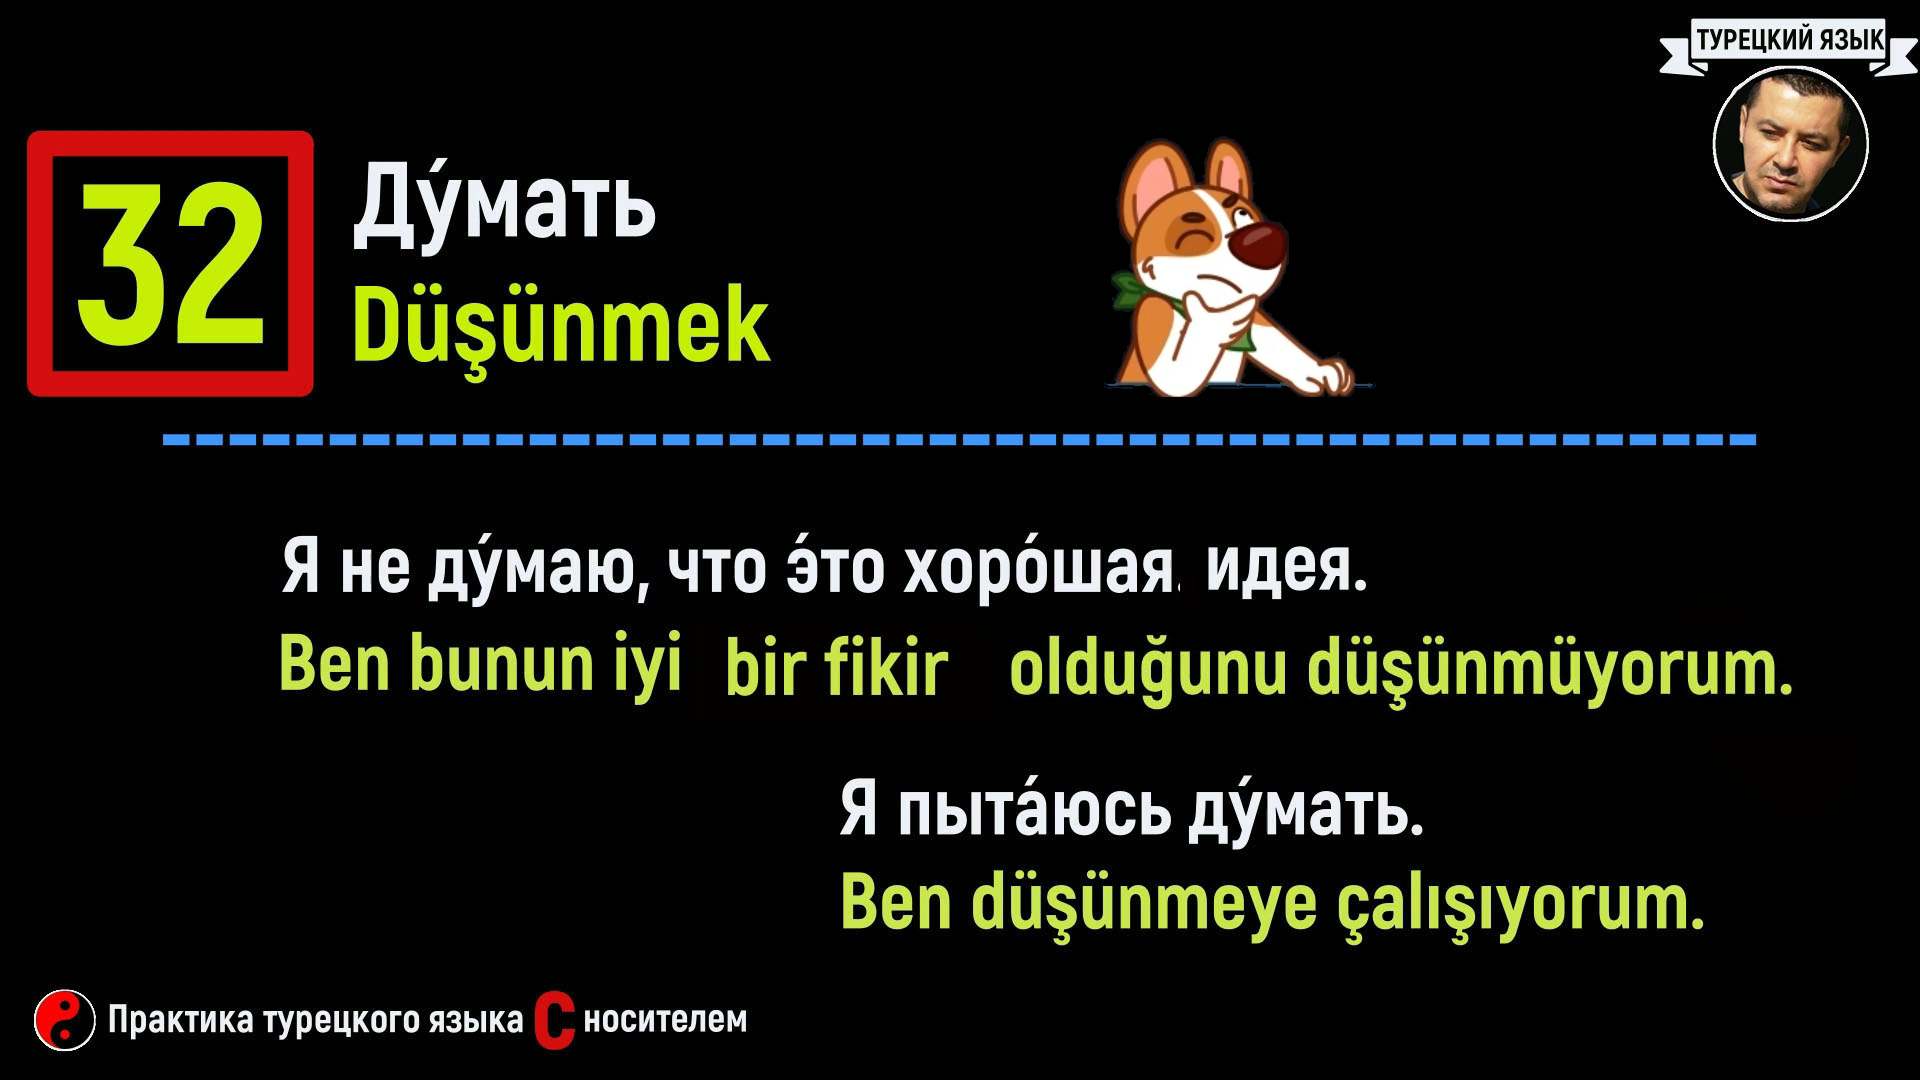 ТУРЕЦКИЙ ЯЗЫК
32
Ду́мать
Düşünmek
Я не ду́маю, что э́то хоро́шая. идея.
Ben bunun iyi bir fikir olduğunu düşünmüyorum.
Я пыта́юсь ду́мать.
Ben düşünmeye çalışıyorum.
Практика турецкого языка С носителем